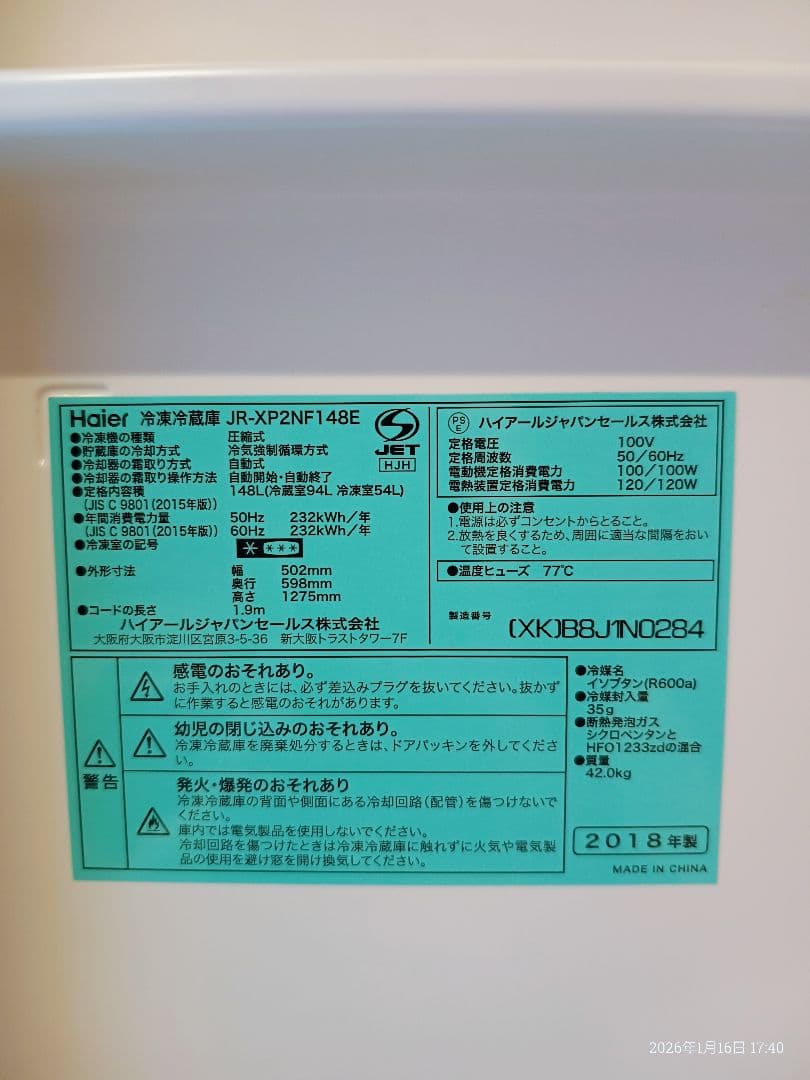 Haier 冷凍冷蔵庫 JR-XP2NF148E
●冷凍機の種類 圧縮式
●貯蔵庫の冷却方式 冷気強制循環方式
●冷却器の霜取り方式 自動式
●冷却器の霜取り操作方法 自動開始・自動終了
●定格内容積 148L(冷蔵室94L 冷凍室54L)
(JIS C 9801(2015年版))
●年間消費電力量 50Hz 232kWh/年
(JIS C 9801(2015年版)) 60Hz 232kWh/年
●冷凍室の記号
●外形寸法 幅 502mm
奥行 598mm
高さ 1275mm
●コードの長さ 1.9m
ハイアールジャパンセールス株式会社
大阪府大阪市淀川区宮原3-5-36 新大阪トラストタワー7F
JET
HJH
PS
E
ハイアールジャパンセールス株式会社
定格電圧 100V
定格周波数 50/60Hz
電動機定格消費電力 100/100W
電熱装置定格消費電力 120/120W
●使用上の注意
1.電源は必ずコンセントからとること。
2.放熱を良くするため、周囲に適当な間隔をおい
て設置すること。
●温度ヒューズ 77℃
製造番号 (XK)B8J1N0284
警告
感電のおそれあり。
お手入れのときには、必ず差込みプラグを抜いてください。抜かず
に作業すると感電のおそれがあります。
幼児の閉じ込みのおそれあり。
冷凍冷蔵庫を廃棄処分するときは、ドアパッキンを外してくださ
い。
発火・爆発のおそれあり
冷凍冷蔵庫の背面や側面にある冷却回路(配管)を傷つけないで
ください。
庫内では電気製品を使用しないでください。
冷却回路を傷つけたときは冷凍冷蔵庫に触れずに火気や電気製
品の使用を避け窓を開け換気してください。
●冷媒名
イソブタン(R600a)
●冷媒封入量
35g
●断熱発泡ガス
シクロペンタンと
HFO1233zdの混合
●質量
42.0kg
2018年製
MADE IN CHINA
2026年1月16日 17:40